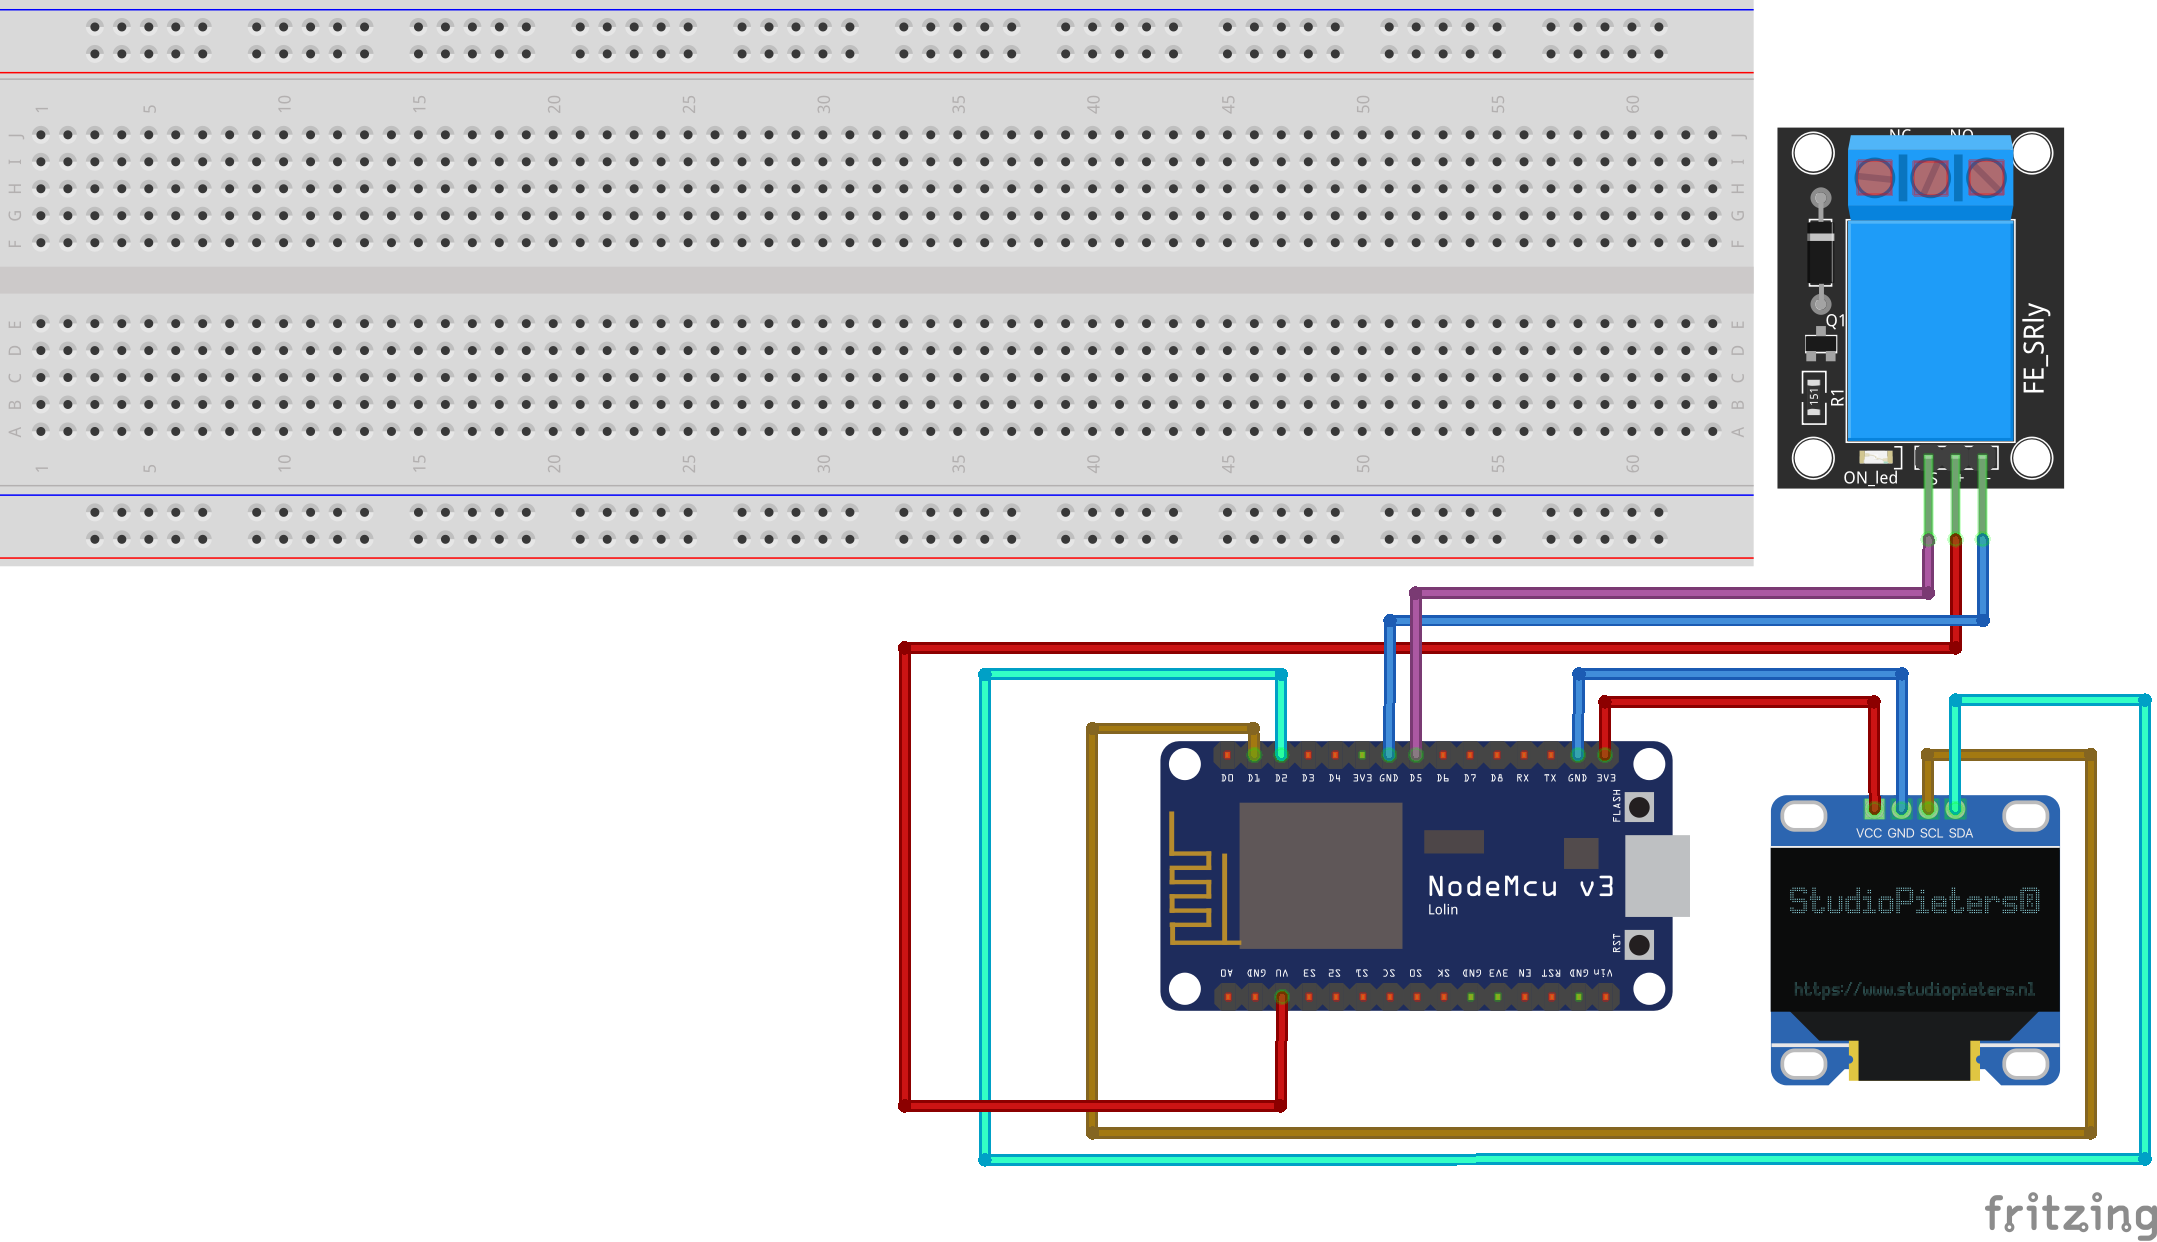 1 5 10 15 20 25 30 35 40 45 50 55 60
J J
I I
H H
G G
F F
E E
D D
C C
B B
A A
1 5 10 15 20 25 30 35 40 45 50 55 60
NC NO
Q1
151
R1
FE_SRly
ON_led
S + -
D0 D1 D2 D3 D4 3V3 GND D5 D6 D7 D8 RX TX GND 3V3
FLASH
NodeMcu v3
Lolin
RST
A0 GND VU S3 S2 S1 SC S0 SK GND 3V3 EN RST GND Vin
VCC GND SCL SDA
StudioPieters®
https://www.studiopieters.nl
fritzing